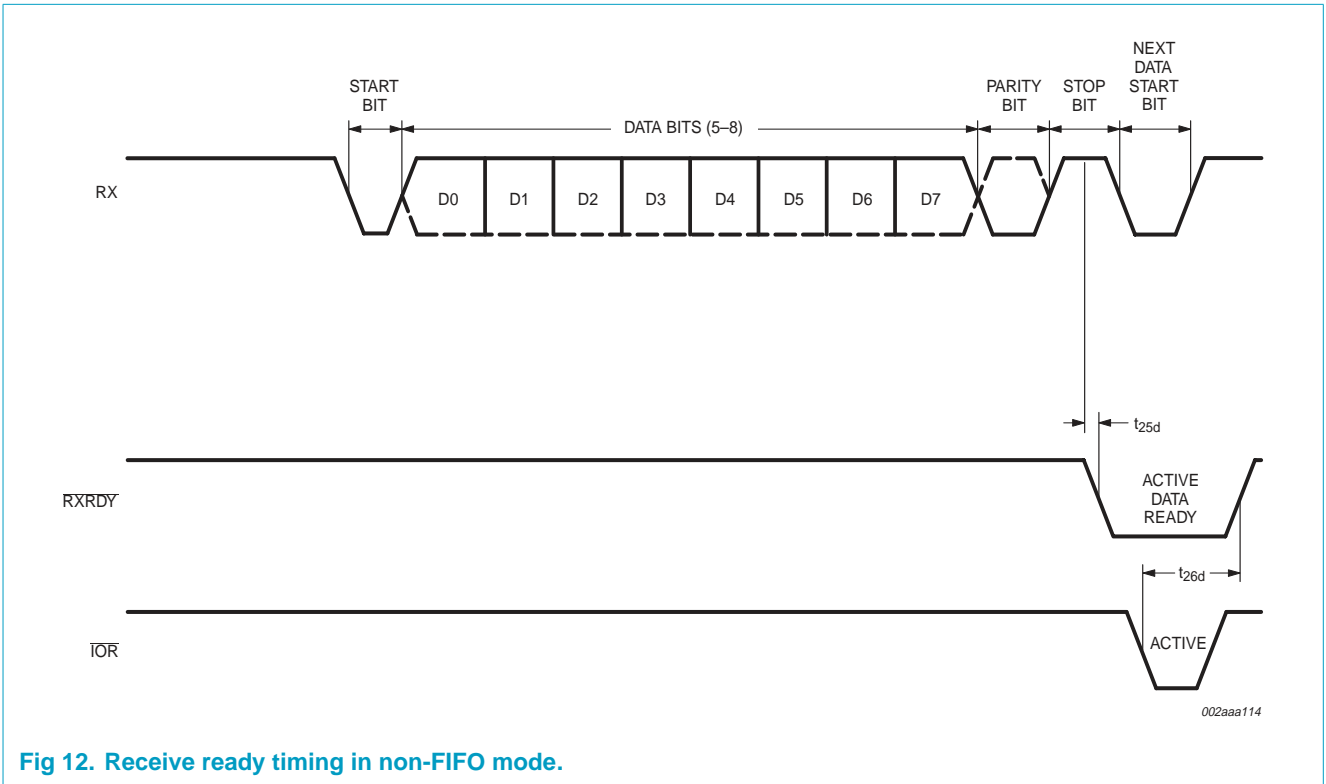 START
BIT
DATA BITS (5–8)
PARITY
BIT
STOP
BIT
NEXT
DATA
START
BIT
RX
D0
D1
D2
D3
D4
D5
D6
D7
t25d
RXRDY
ACTIVE
DATA
READY
t26d
IOR
ACTIVE
002aaa114
Fig 12. Receive ready timing in non-FIFO mode.